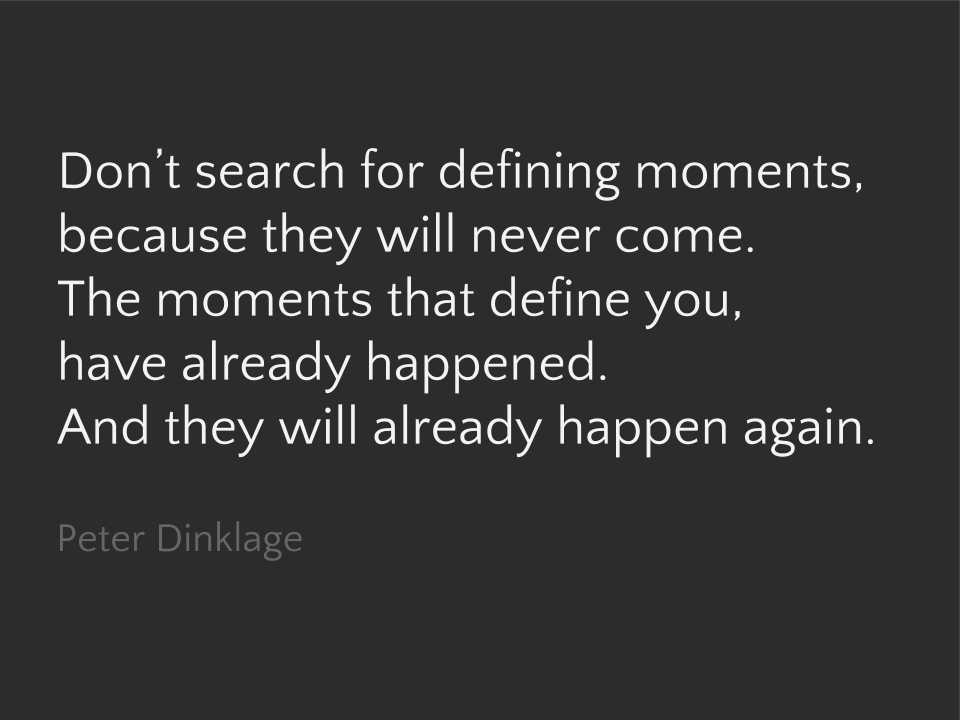 Don’t search for defining moments,
because they will never come.
The moments that define you,
have already happened.
And they will already happen again.
Peter Dinklage